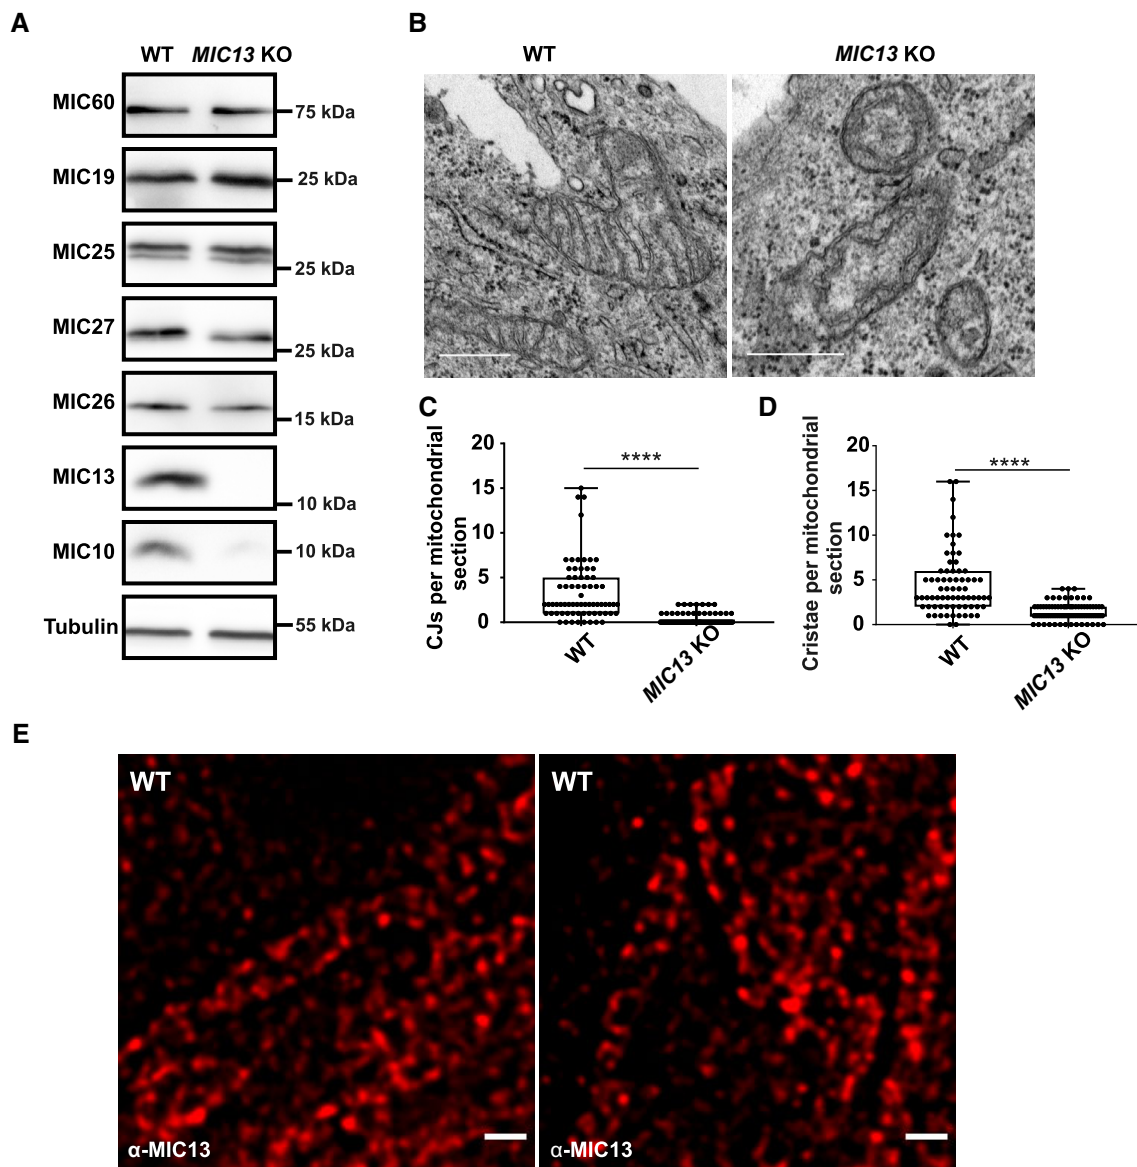 A
WT MIC13 KO
MIC60
75 kDa
MIC19
25 kDa
MIC25
25 kDa
MIC27
25 kDa
MIC26
15 kDa
MIC13
10 kDa
MIC10
10 kDa
Tubulin
55 kDa
B
WT
MIC13 KO
C
CJs per mitochondrial
section
20
15
10
5
0
****
WT
MIC13 KO
D
Cristae per mitochondrial
section
20
15
10
5
0
****
WT
MIC13 KO
E
WT
α-MIC13
WT
α-MIC13